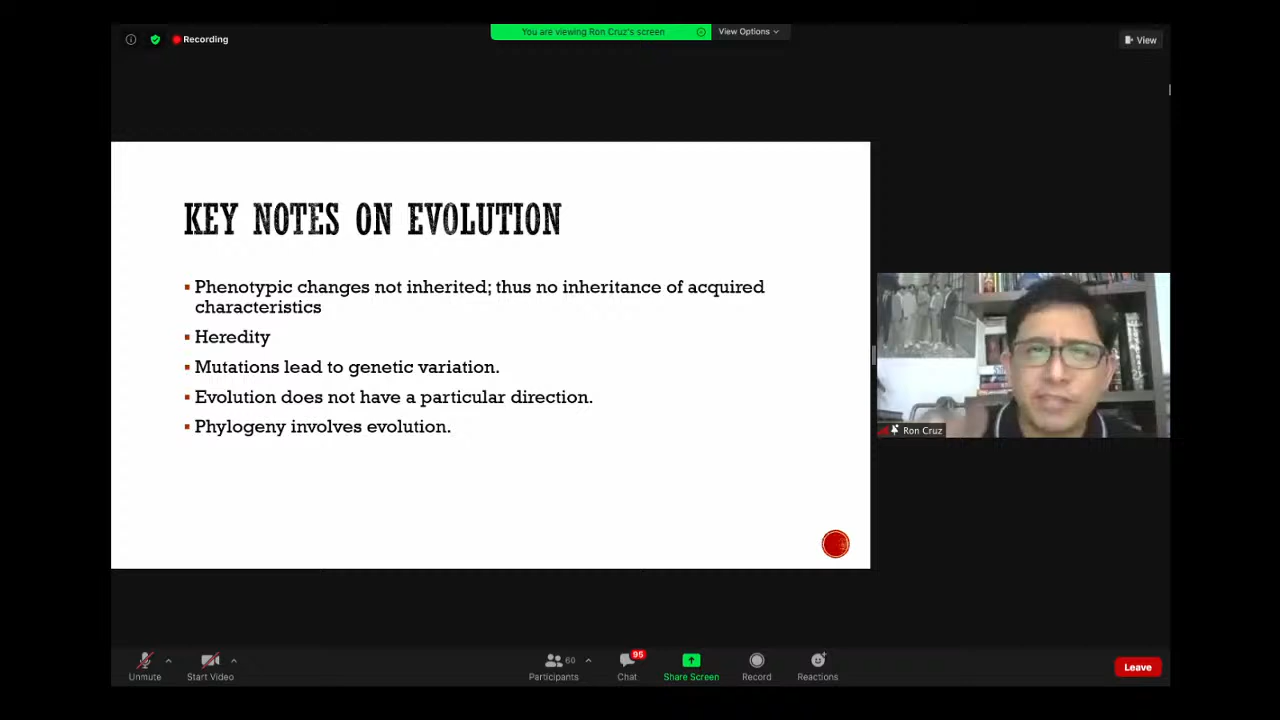 Recording
You are viewing Ron Cruz's screen
View Options
View
KEY NOTES ON EVOLUTION
▪ Phenotypic changes not inherited; thus no inheritance of acquired
characteristics
▪ Heredity
▪ Mutations lead to genetic variation.
▪ Evolution does not have a particular direction.
▪ Phylogeny involves evolution.
Ron Cruz
Unmute
Start Video
60
Participants
95
Chat
Share Screen
Record
Reactions
Leave